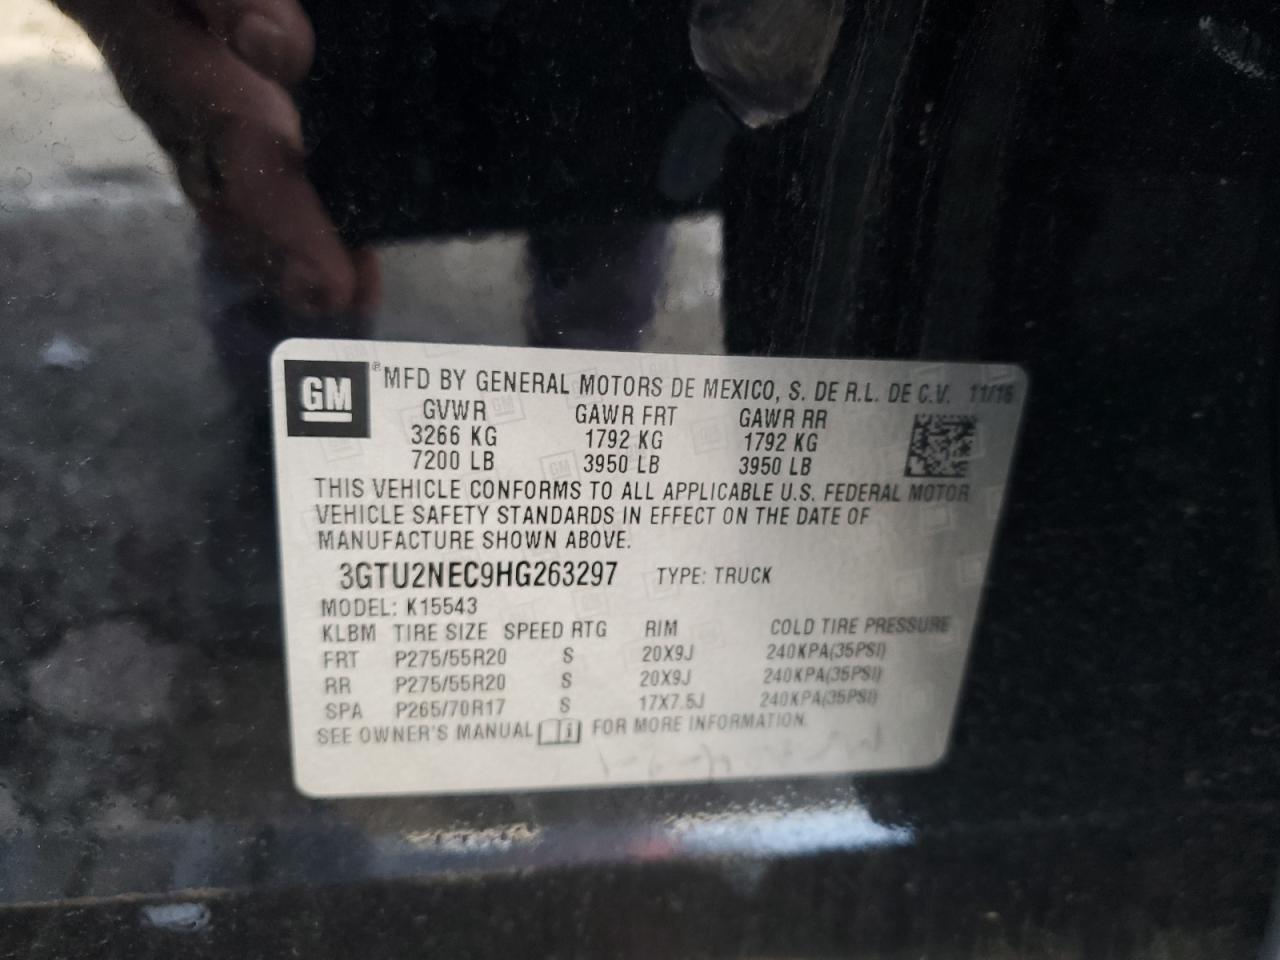 GM
® MFD BY GENERAL MOTORS DE MEXICO, S. DE R.L. DE C.V. 11/16
GVWR GAWR FRT GAWR RR
3266 KG 1792 KG 1792 KG
7200 LB 3950 LB 3950 LB
THIS VEHICLE CONFORMS TO ALL APPLICABLE U.S. FEDERAL MOTOR
VEHICLE SAFETY STANDARDS IN EFFECT ON THE DATE OF
MANUFACTURE SHOWN ABOVE.
3GTU2NEC9HG263297 TYPE: TRUCK
MODEL: K15543
KLBM TIRE SIZE SPEED RTG RIM COLD TIRE PRESSURE
FRT P275/55R20 S 20X9J 240KPA(35PSI)
RR P275/55R20 S 20X9J 240KPA(35PSI)
SPA P265/70R17 S 17X7.5J 240KPA(35PSI)
SEE OWNER'S MANUAL i FOR MORE INFORMATION.